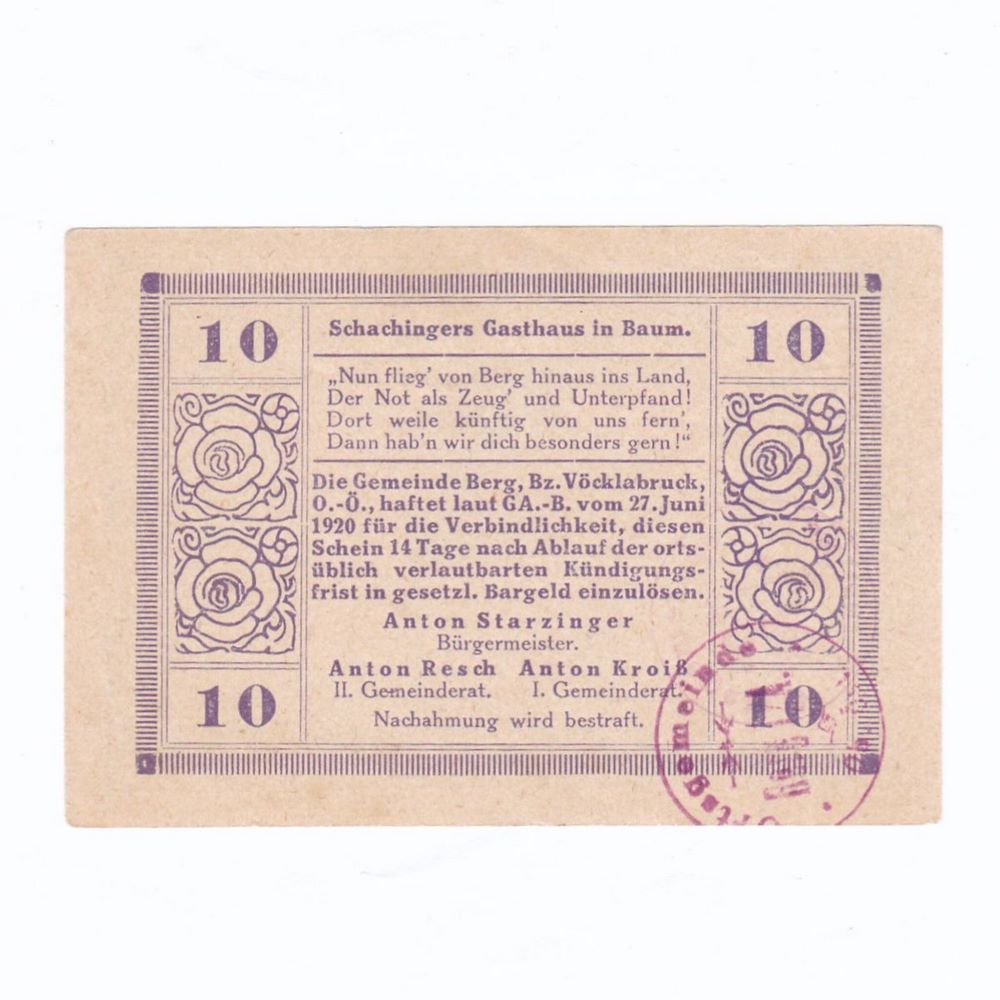 10 Schachingers Gasthaus in Baum. 10
„Nun flieg' von Berg hinaus ins Land,
Der Not als Zeug' und Unterpfand!
Dort weile künftig von uns fern',
Dann hab'n wir dich besonders gern!“
Die Gemeinde Berg, Bz. Vöcklabruck,
O.-Ö., haftet laut GA.-B. vom 27. Juni
1920 für die Verbindlichkeit, diesen
Schein 14 Tage nach Ablauf der orts-
üblich verlautbarten Kündigungs-
frist in gesetzl. Bargeld einzulösen.
Anton Starzinger
Bürgermeister.
Anton Resch Anton Kroiß
II. Gemeinderat. I. Gemeinderat.
10 Nachahmung wird bestraft. 10
Ortsgemeinde